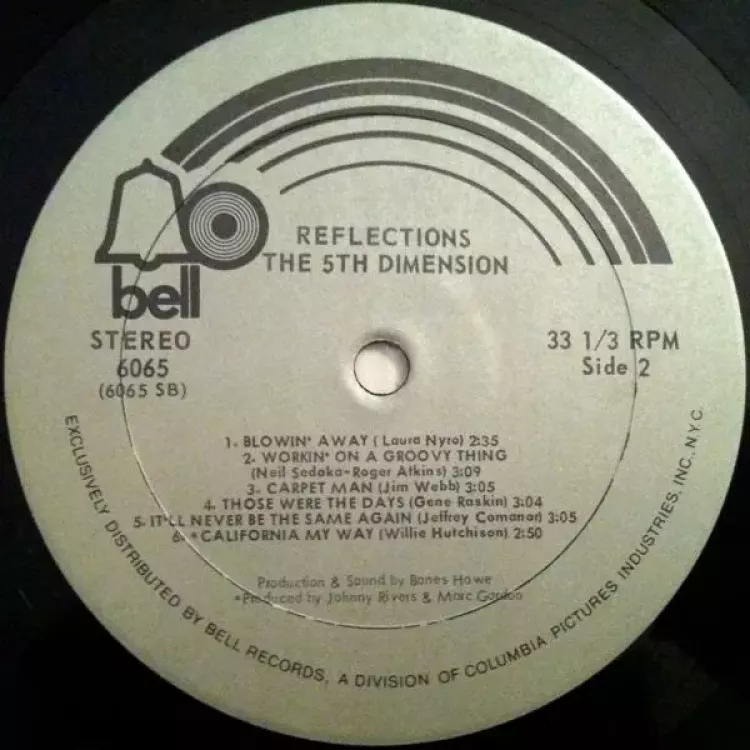 REFLECTIONS
THE 5TH DIMENSION
bell
STEREO
6065
(6065 SB)
33 1/3 RPM
Side 2
1. BLOWIN' AWAY (Laura Nyro) 2:35
2. WORKIN' ON A GROOVY THING
(Neil Sedaka-Roger Atkins) 3:09
3. CARPET MAN (Jim Webb) 3:05
4. THOSE WERE THE DAYS (Gene Raskin) 3:04
5. IT'LL NEVER BE THE SAME AGAIN (Jeffrey Comanor) 3:05
6. *CALIFORNIA MY WAY (Willie Hutchison) 2:50
Production & Sound by Bones Howe
*Produced by Johnny Rivers & Marc Gordon
EXCLUSIVELY DISTRIBUTED BY BELL RECORDS, A DIVISION OF COLUMBIA PICTURES INDUSTRIES, INC., N.Y.C.